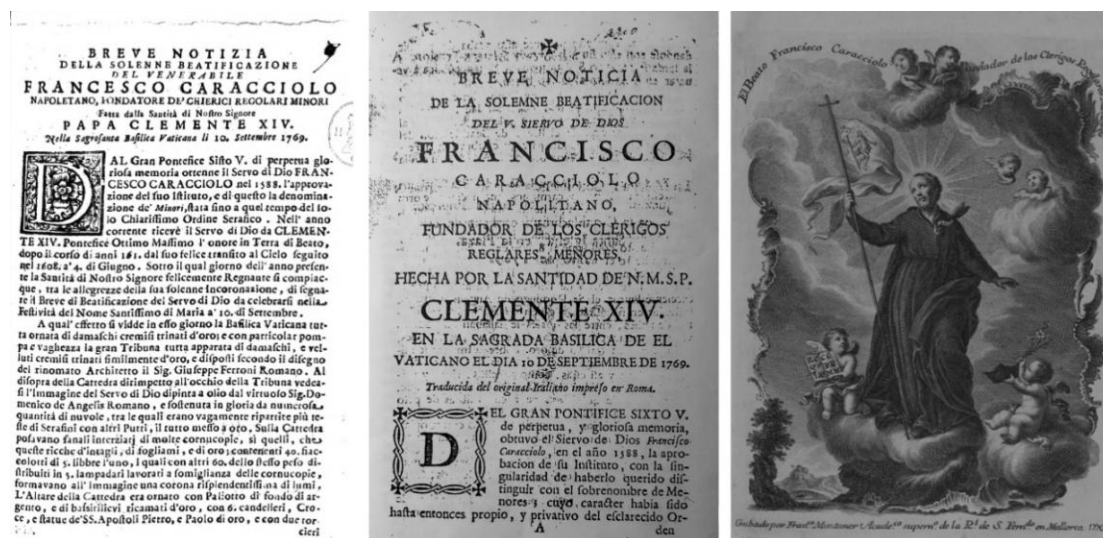 BREVE NOTIZIA
DELLA SOLENNE BEATIFICAZIONE
DEL VENERABILE
FRANCESCO CARACCIOLO
NAPOLETANO, FONDATORE DE' CHIERICI REGOLARI MINORI
Fatta dalla Santità di Nostro Signore
PAPA CLEMENTE XIV.
Nella Sagrosanta Basilica Vaticana li 10. Settembre 1769.
DAL Gran Pontefice Sisto V. di perpetua glo-
riosa memoria ottenne il Servo di Dio FRAN-
CESCO CARACCIOLO nel 1588. l'approva-
zione del suo Istituto, e di questo la denomina-
zione de' Minori, stata fino a quel tempo del so-
lo Chiarissimo Ordine Serafico. Nell' anno
corrente ricevè il Servo di Dio da CLEMEN-
TE XIV. Pontefice Ottimo Massimo l' onore in Terra di Beato,
dopo il corso di anni 161. dal suo felice transito al Cielo seguito
nel 1608. a' 4. di Giugno. Sotto il qual giorno dell' anno presen-
te la Santità di Nostro Signore felicemente Regnante si compiac-
que, tra le allegrezze della sua solenne Incoronazione, di segna-
re il Breve di Beatificazione del Servo di Dio da celebrarsi nella
Festività del Nome Santissimo di Maria a' 10. di Settembre.
A qual' effetto si vidde in esso giorno la Basilica Vaticana tut-
ta ornata di damaschi cremisi trinati d'oro; e con particolar pom-
pa e vaghezza la gran Tribuna tutta apparata di damaschi, e vel-
luti cremisi trinati similmente d'oro, e disposti secondo il disegno
del rinomato Architetto il Sig. Giuseppe Ferroni Romano. Al
disopra della Cattedra dirimpetto all'occhio della Tribuna vedea-
si l'Immagine del Servo di Dio dipinta a olio dal virtuoso Sig. Do-
menico de Angelis Romano, e sostenuta in gloria da numerosa
quantità di nuvole, tra le quali erano vagamente ripartite più te-
ste di Serafini con altri Putti, il tutto messo a oro. Sulla Cattedra
posavano fanali interziati di molte cornucopie, sì quelli, che
queste ricche d'intagli, di fogliami, e di oro; contenenti 40. fiac-
colotti di 5. libbre l'uno, i quali con altri 60. dello stesso peso di-
stribuiti in 5. lampadari lavorati a somiglianza delle cornucopie,
formavano all' Immagine una corona risplendentissima di lumi.
L'Altare della Cattedra era ornato con Paliotto di fondo di ar-
gento, e di bassirilievi ricamati d'oro, con 6. candelieri, Cro-
ce, e statue de'SS. Apostoli Pietro, e Paolo di oro, e con due tor-
cieri
BREVE NOTICIA
DE LA SOLEMNE BEATIFICACION
DEL V. SIERVO DE DIOS
FRANCISCO
CARACCIOLO
NAPOLITANO,
FUNDADOR DE LOS CLERIGOS
REGLARES MENORES,
HECHA POR LA SANTIDAD DE N. M. S. P.
CLEMENTE XIV.
EN LA SAGRADA BASILICA DE EL
VATICANO EL DIA 10 DE SEPTIEMBRE DE 1769.
Traducida del original Italiano impreso en Roma.
DEL GRAN PONTIFICE SIXTO V.
de perpetua, y gloriosa memoria,
obtuvo el Siervo de Dios Francisco
Caracciolo, en el año 1588, la apro-
bacion de su Instituto, con la sin-
gularidad de haberlo querido dis-
tinguir con el sobrenombre de Me-
nores; cuyo caracter habia sido
hasta entonces propio, y privativo del esclarecido Or-
A den
El Beato Francisco Caracciolo Fundador de los Clerigos
Grabado por Franco. Montaner Acadeco. supernro. de la Rl. de S. Ferndo. en Mallorca